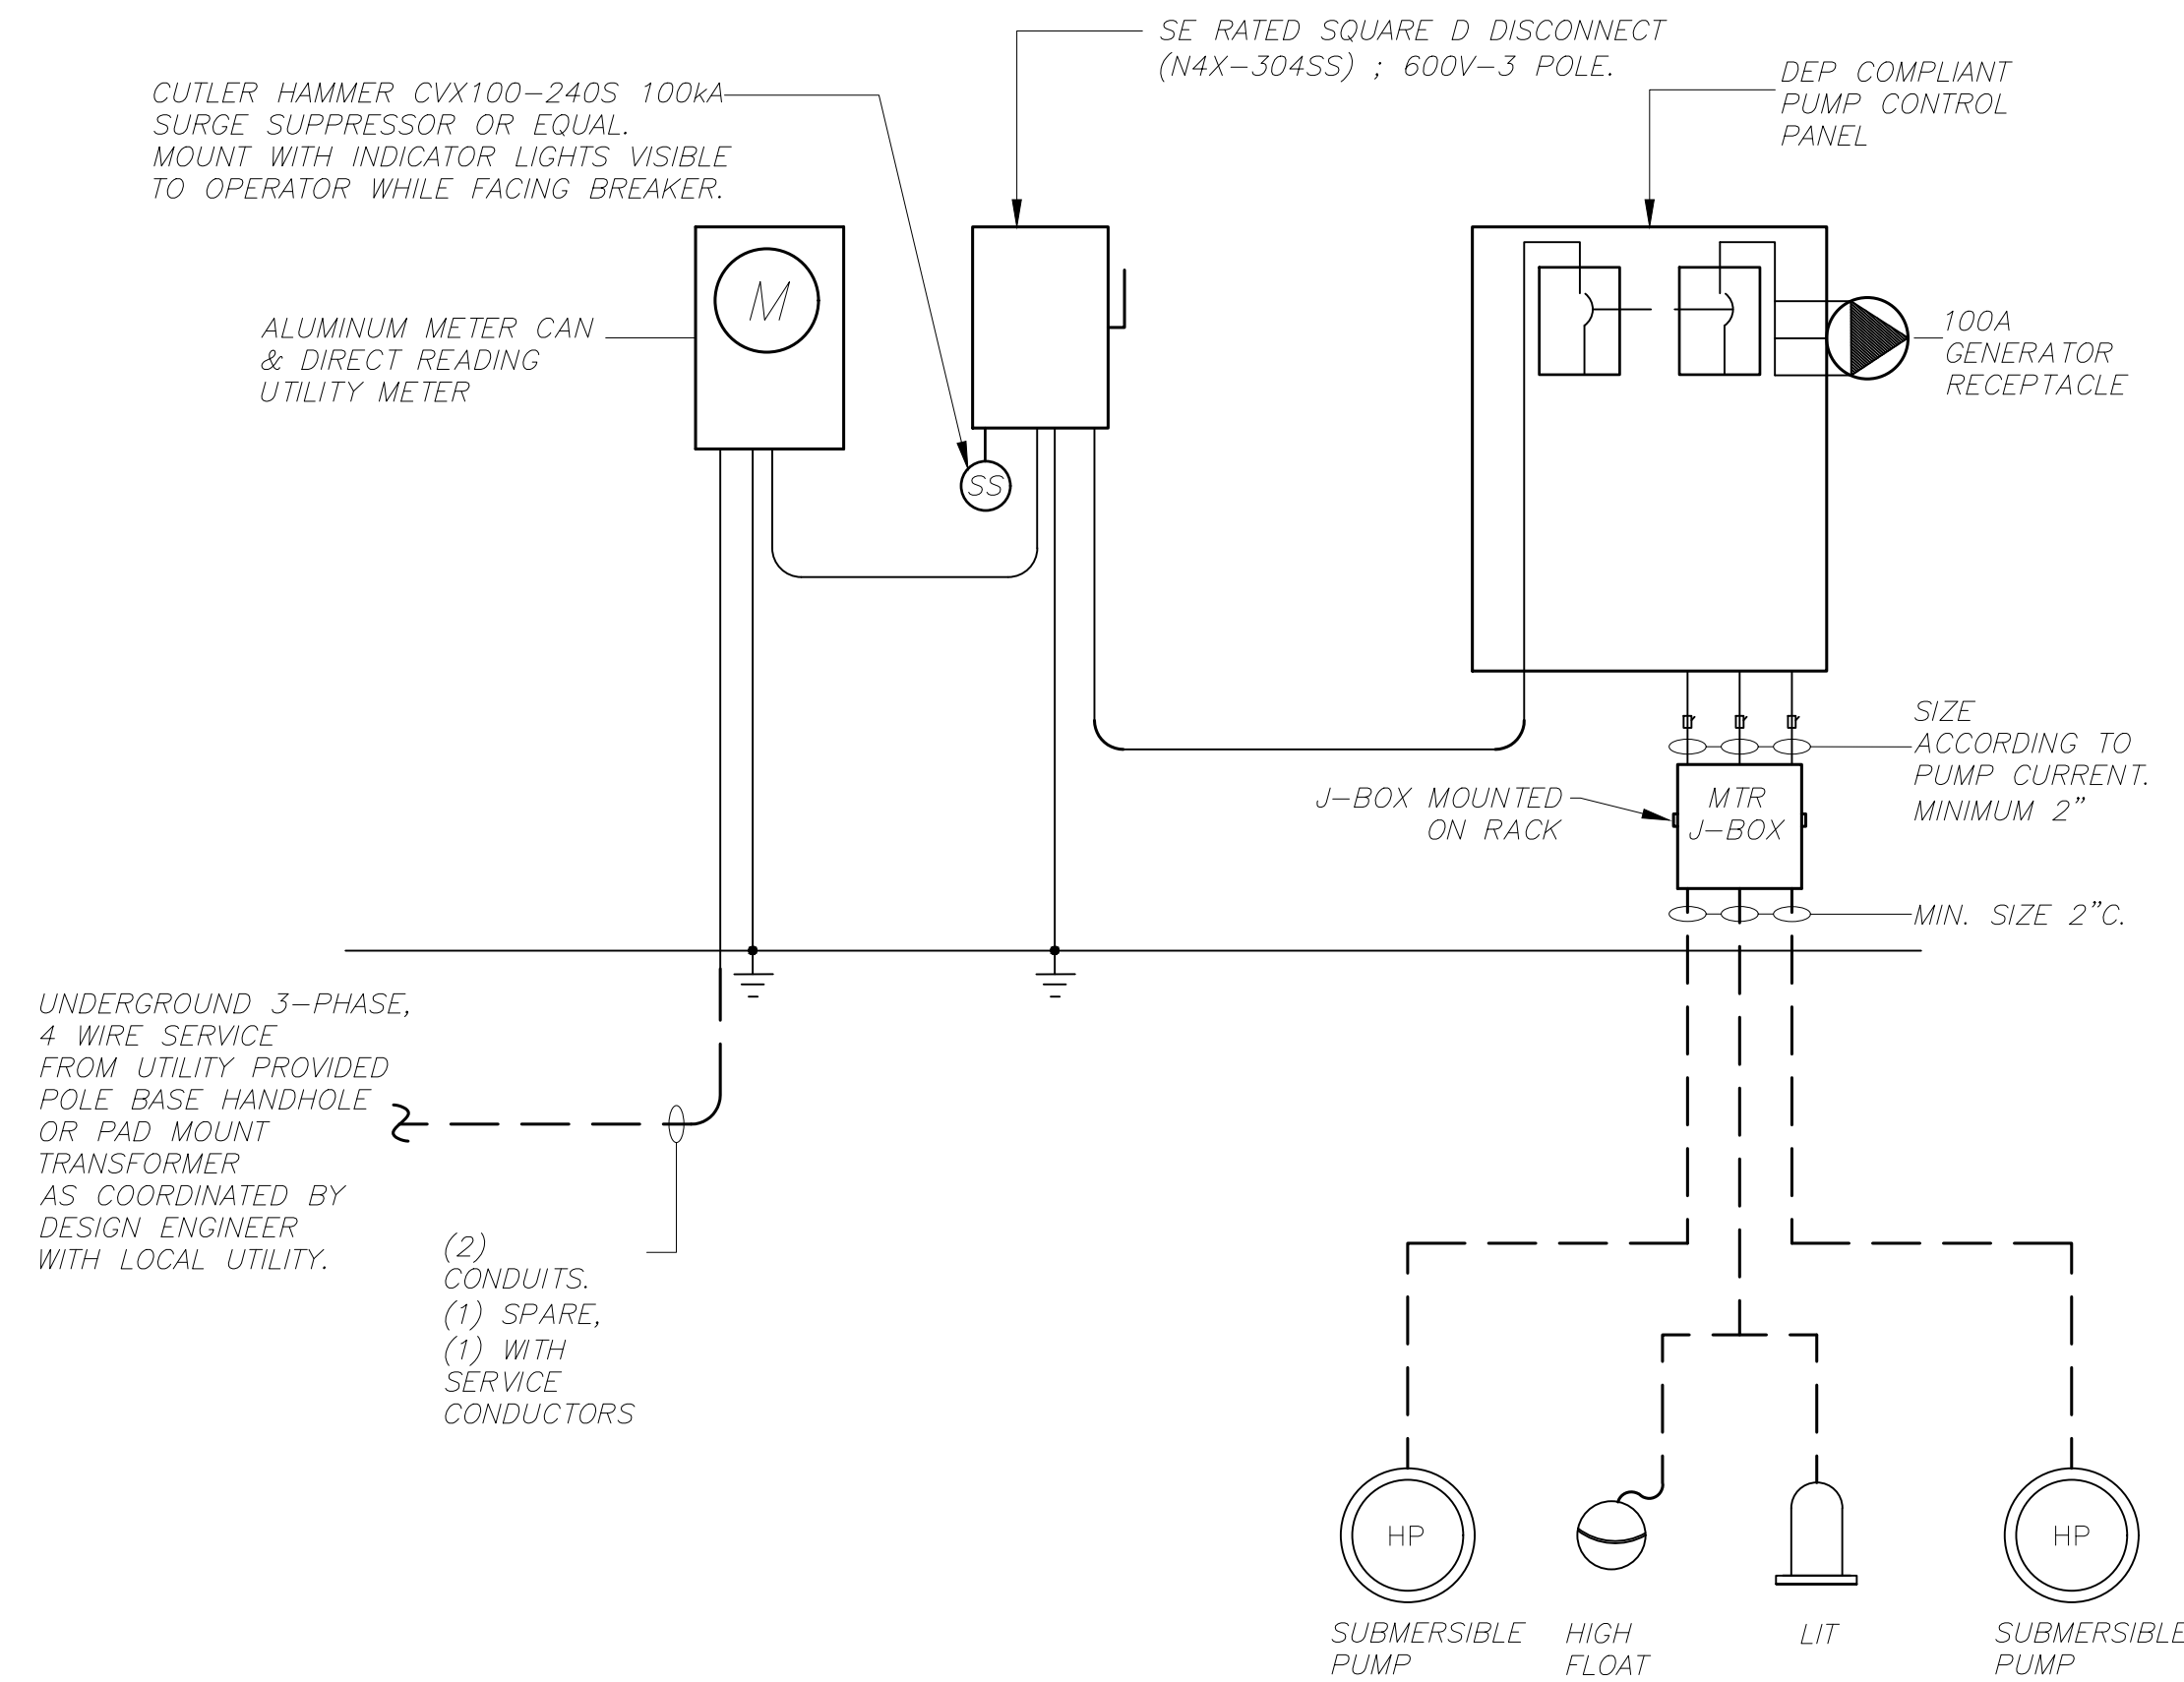 SE RATED SQUARE D DISCONNECT
(N4X-304SS) ; 600V-3 POLE.
CUTLER HAMMER CVX100-240S 100kA
SURGE SUPPRESSOR OR EQUAL.
MOUNT WITH INDICATOR LIGHTS VISIBLE
TO OPERATOR WHILE FACING BREAKER.
DEP COMPLIANT
PUMP CONTROL
PANEL
M
ALUMINUM METER CAN
& DIRECT READING
UTILITY METER
100A
GENERATOR
RECEPTACLE
SS
SIZE
ACCORDING TO
PUMP CURRENT.
MINIMUM 2"
J-BOX MOUNTED
ON RACK
MTR
J-BOX
MIN. SIZE 2"C.
UNDERGROUND 3-PHASE,
4 WIRE SERVICE
FROM UTILITY PROVIDED
POLE BASE HANDHOLE
OR PAD MOUNT
TRANSFORMER
AS COORDINATED BY
DESIGN ENGINEER
WITH LOCAL UTILITY.
(2)
CONDUITS.
(1) SPARE,
(1) WITH
SERVICE
CONDUCTORS
HP
HP
SUBMERSIBLE
PUMP
HIGH
FLOAT
LIT
SUBMERSIBLE
PUMP